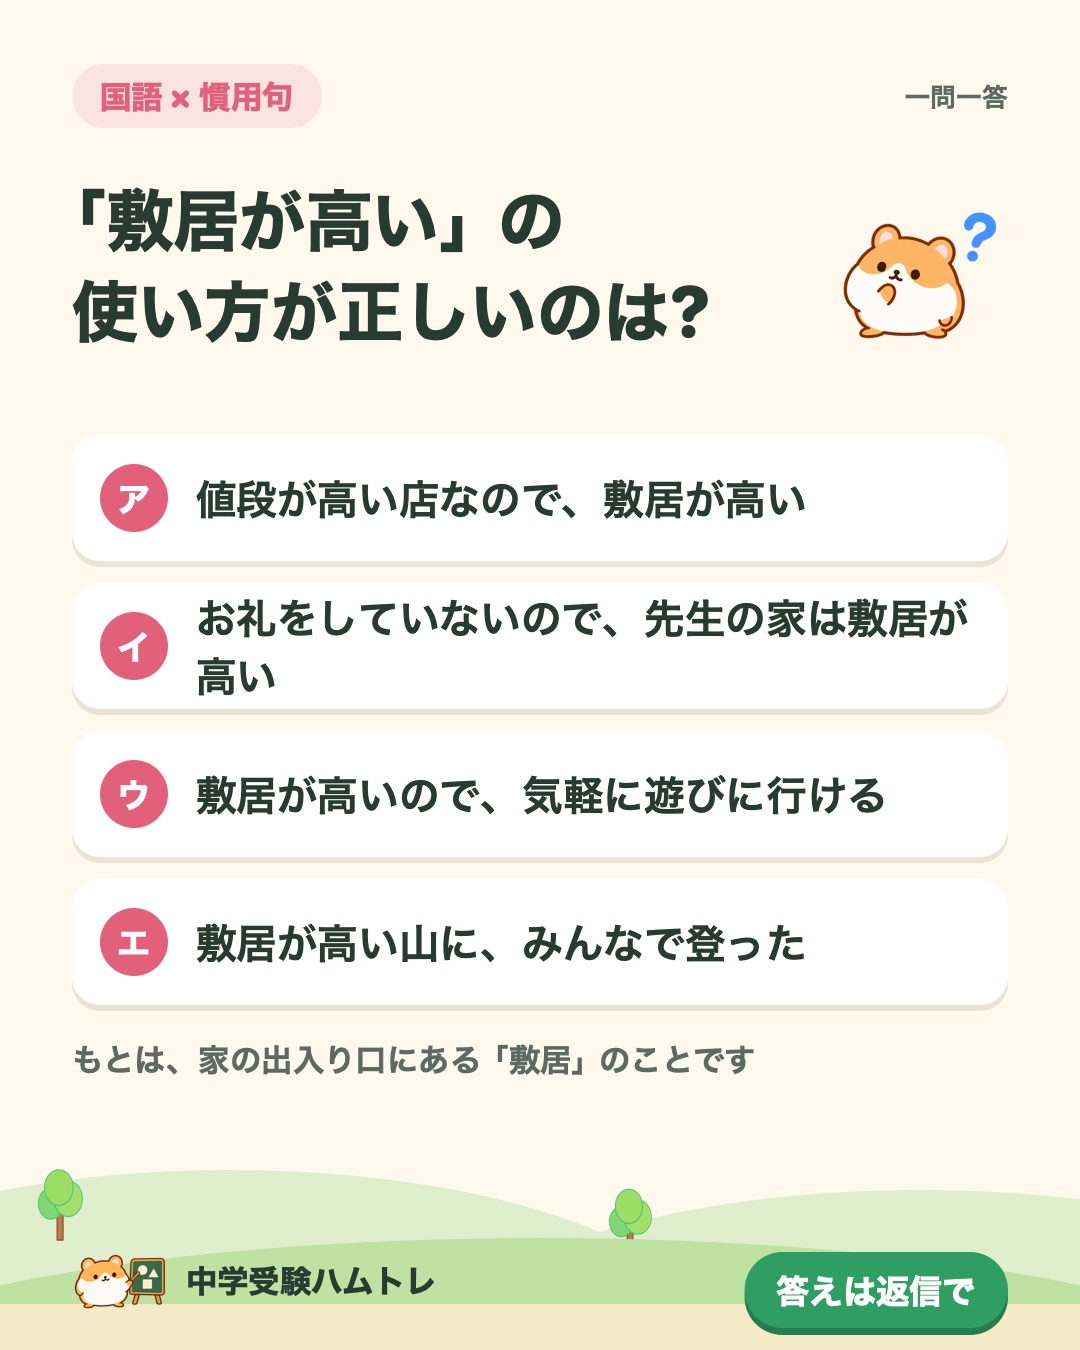 国語 × 慣用句
一問一答
「敷居が高い」の
使い方が正しいのは?
?
ア 値段が高い店なので、敷居が高い
イ お礼をしていないので、先生の家は敷居が
高い
ウ 敷居が高いので、気軽に遊びに行ける
エ 敷居が高い山に、みんなで登った
もとは、家の出入り口にある「敷居」のことです
中学受験ハムトレ
答えは返信で